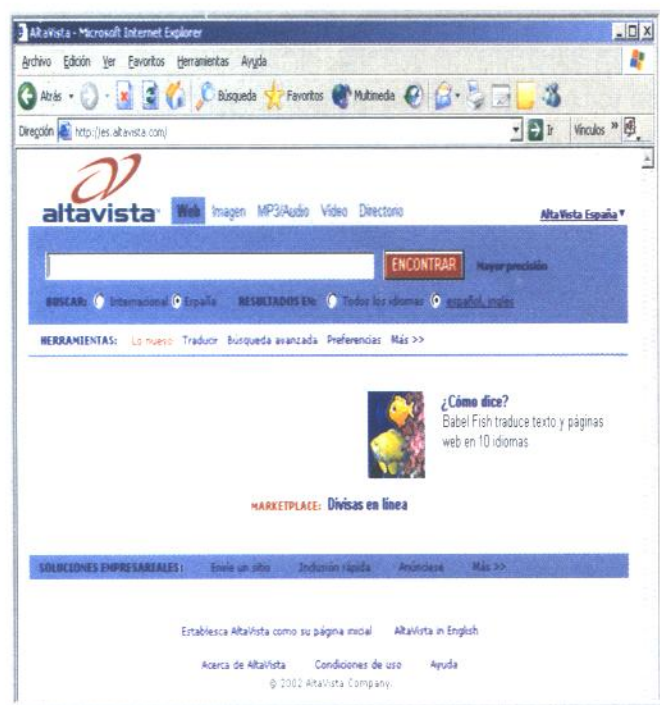 AltaVista - Microsoft Internet Explorer
Archivo Edición Ver Favoritos Herramientas Ayuda
Atrás Búsqueda Favoritos Multimedia
Dirección http://es.altavista.com/ Ir Vínculos »
altavista™ Web Imagen MP3/Audio Video Directorio AltaVista España
ENCONTRAR Mayor precisión
BUSCAR: Internacional España RESULTADOS EN: Todos los idiomas español, inglés
HERRAMIENTAS: Lo nuevo Traducir Búsqueda avanzada Preferencias Más >>
¿Cómo dice?
Babel Fish traduce texto y páginas
web en 10 idiomas
MARKETPLACE: Divisas en línea
SOLUCIONES EMPRESARIALES: Envíe un sitio Inclusión rápida Anúnciese Más >>
Establesca AltaVista como su página inicial AltaVista in English
Acerca de AltaVista Condiciones de uso Ayuda
© 2002 AltaVista Company.